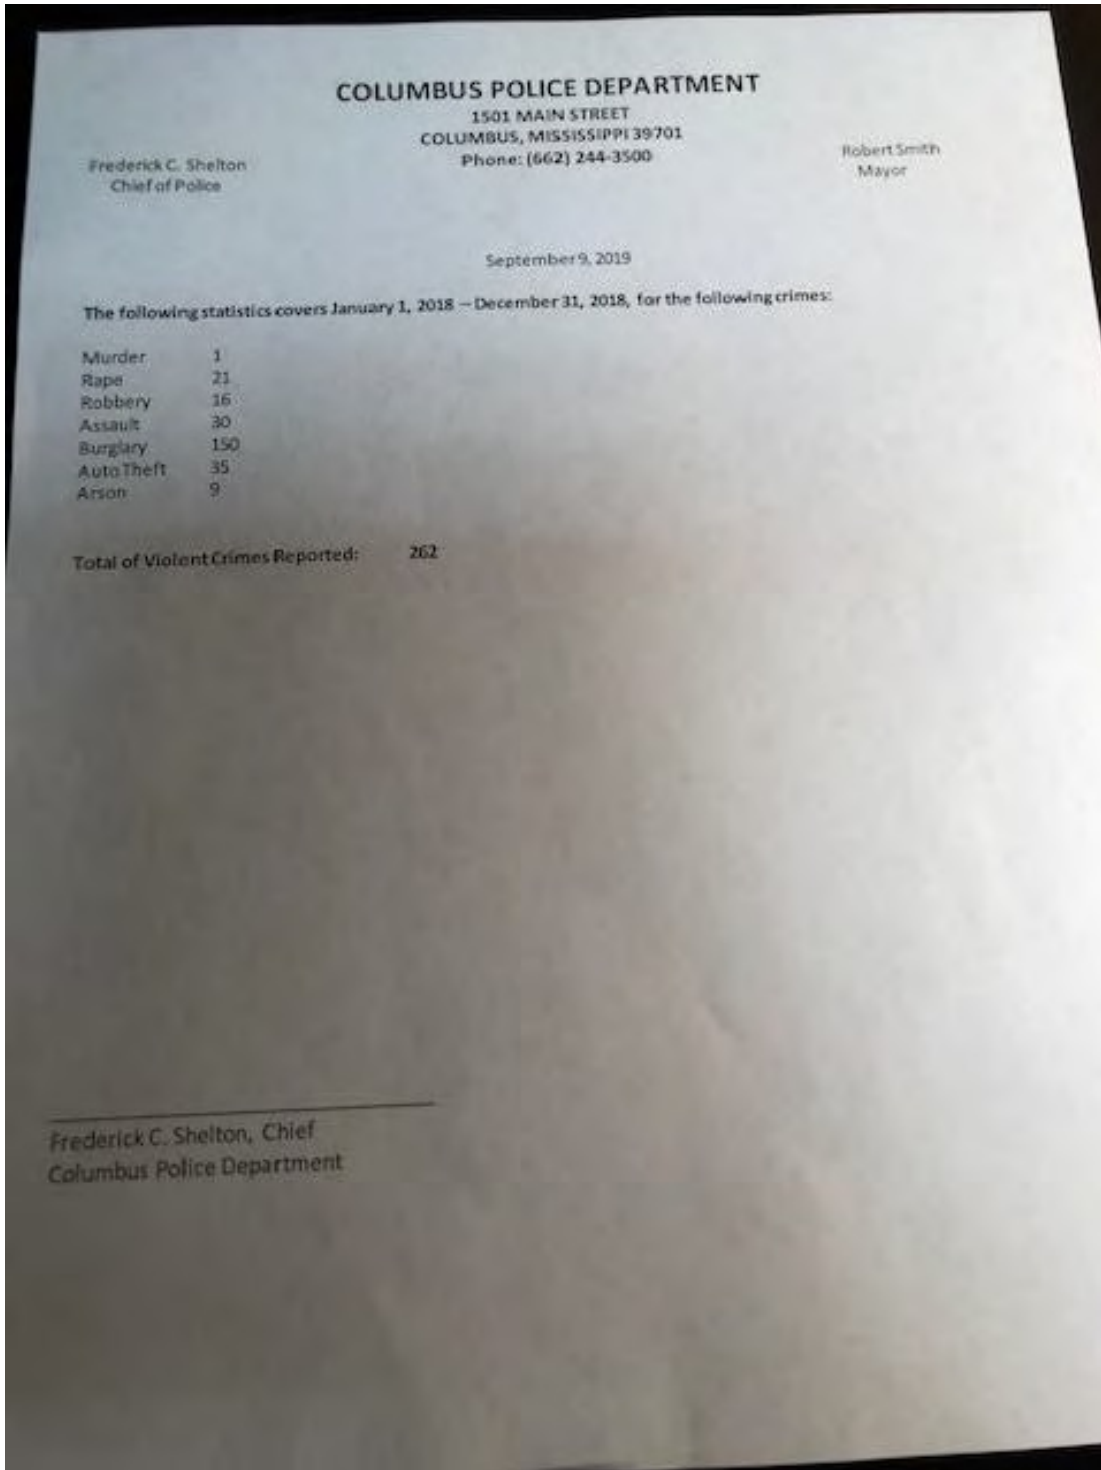 COLUMBUS POLICE DEPARTMENT
1501 MAIN STREET
COLUMBUS, MISSISSIPPI 39701
Phone: (662) 244-3500
Frederick C. Shelton
Chief of Police
Robert Smith
Mayor
September 9, 2019
The following statistics covers January 1, 2018 – December 31, 2018, for the following crimes:
Murder 1
Rape 21
Robbery 16
Assault 30
Burglary 150
Auto Theft 35
Arson 9
Total of Violent Crimes Reported: 262
Frederick C. Shelton, Chief
Columbus Police Department